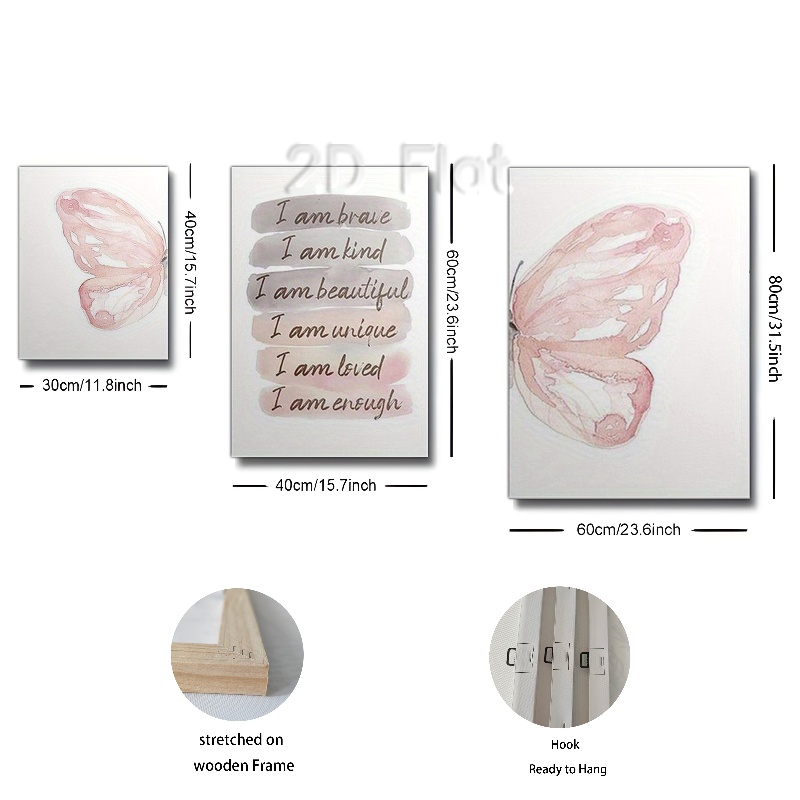 2D Flat
I am brave
I am kind
I am beautiful
I am unique
I am loved
I am enough
40cm/15.7inch
30cm/11.8inch
60cm/23.6inch
40cm/15.7inch
80cm/31.5inch
60cm/23.6inch
stretched on
wooden Frame
Hook
Ready to Hang